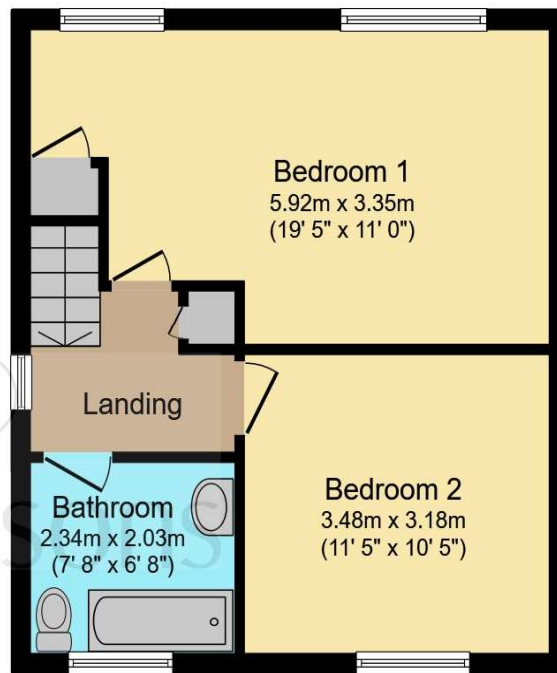 Bedroom 1
5.92m x 3.35m
(19' 5" x 11' 0")
Landing
Bathroom
2.34m x 2.03m
(7' 8" x 6' 8")
Bedroom 2
3.48m x 3.18m
(11' 5" x 10' 5")